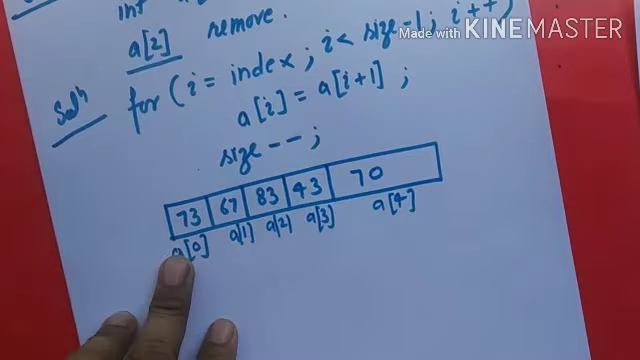 int
a[2] remove.
Solⁿ for (i = index ; i < size-1 ; i++)
a[i] = a[i+1] ;
size -- ;
73 67 83 43 70
a[0] a[1] a[2] a[3] a[4]
Made with KINEMASTER